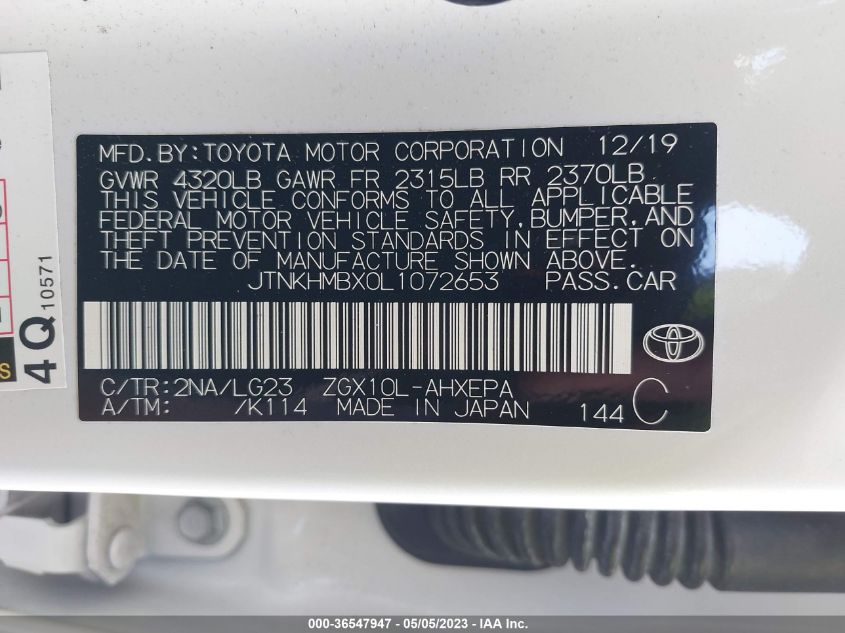 MFD.BY:TOYOTA MOTOR CORPORATION 12/19
GVWR 4320LB GAWR FR 2315LB RR 2370LB
THIS VEHICLE CONFORMS TO ALL APPLICABLE
FEDERAL MOTOR VEHICLE SAFETY,BUMPER,AND
THEFT PREVENTION STANDARDS IN EFFECT ON
THE DATE OF MANUFACTURE SHOWN ABOVE.
JTNKHMBX0L1072653 PASS.CAR
C/TR:2NA/LG23 ZGX10L-AHXEPA
A/TM: /K114 MADE IN JAPAN 144 C
4Q 10571
S
000-36547947 - 05/05/2023 - © IAA Inc.